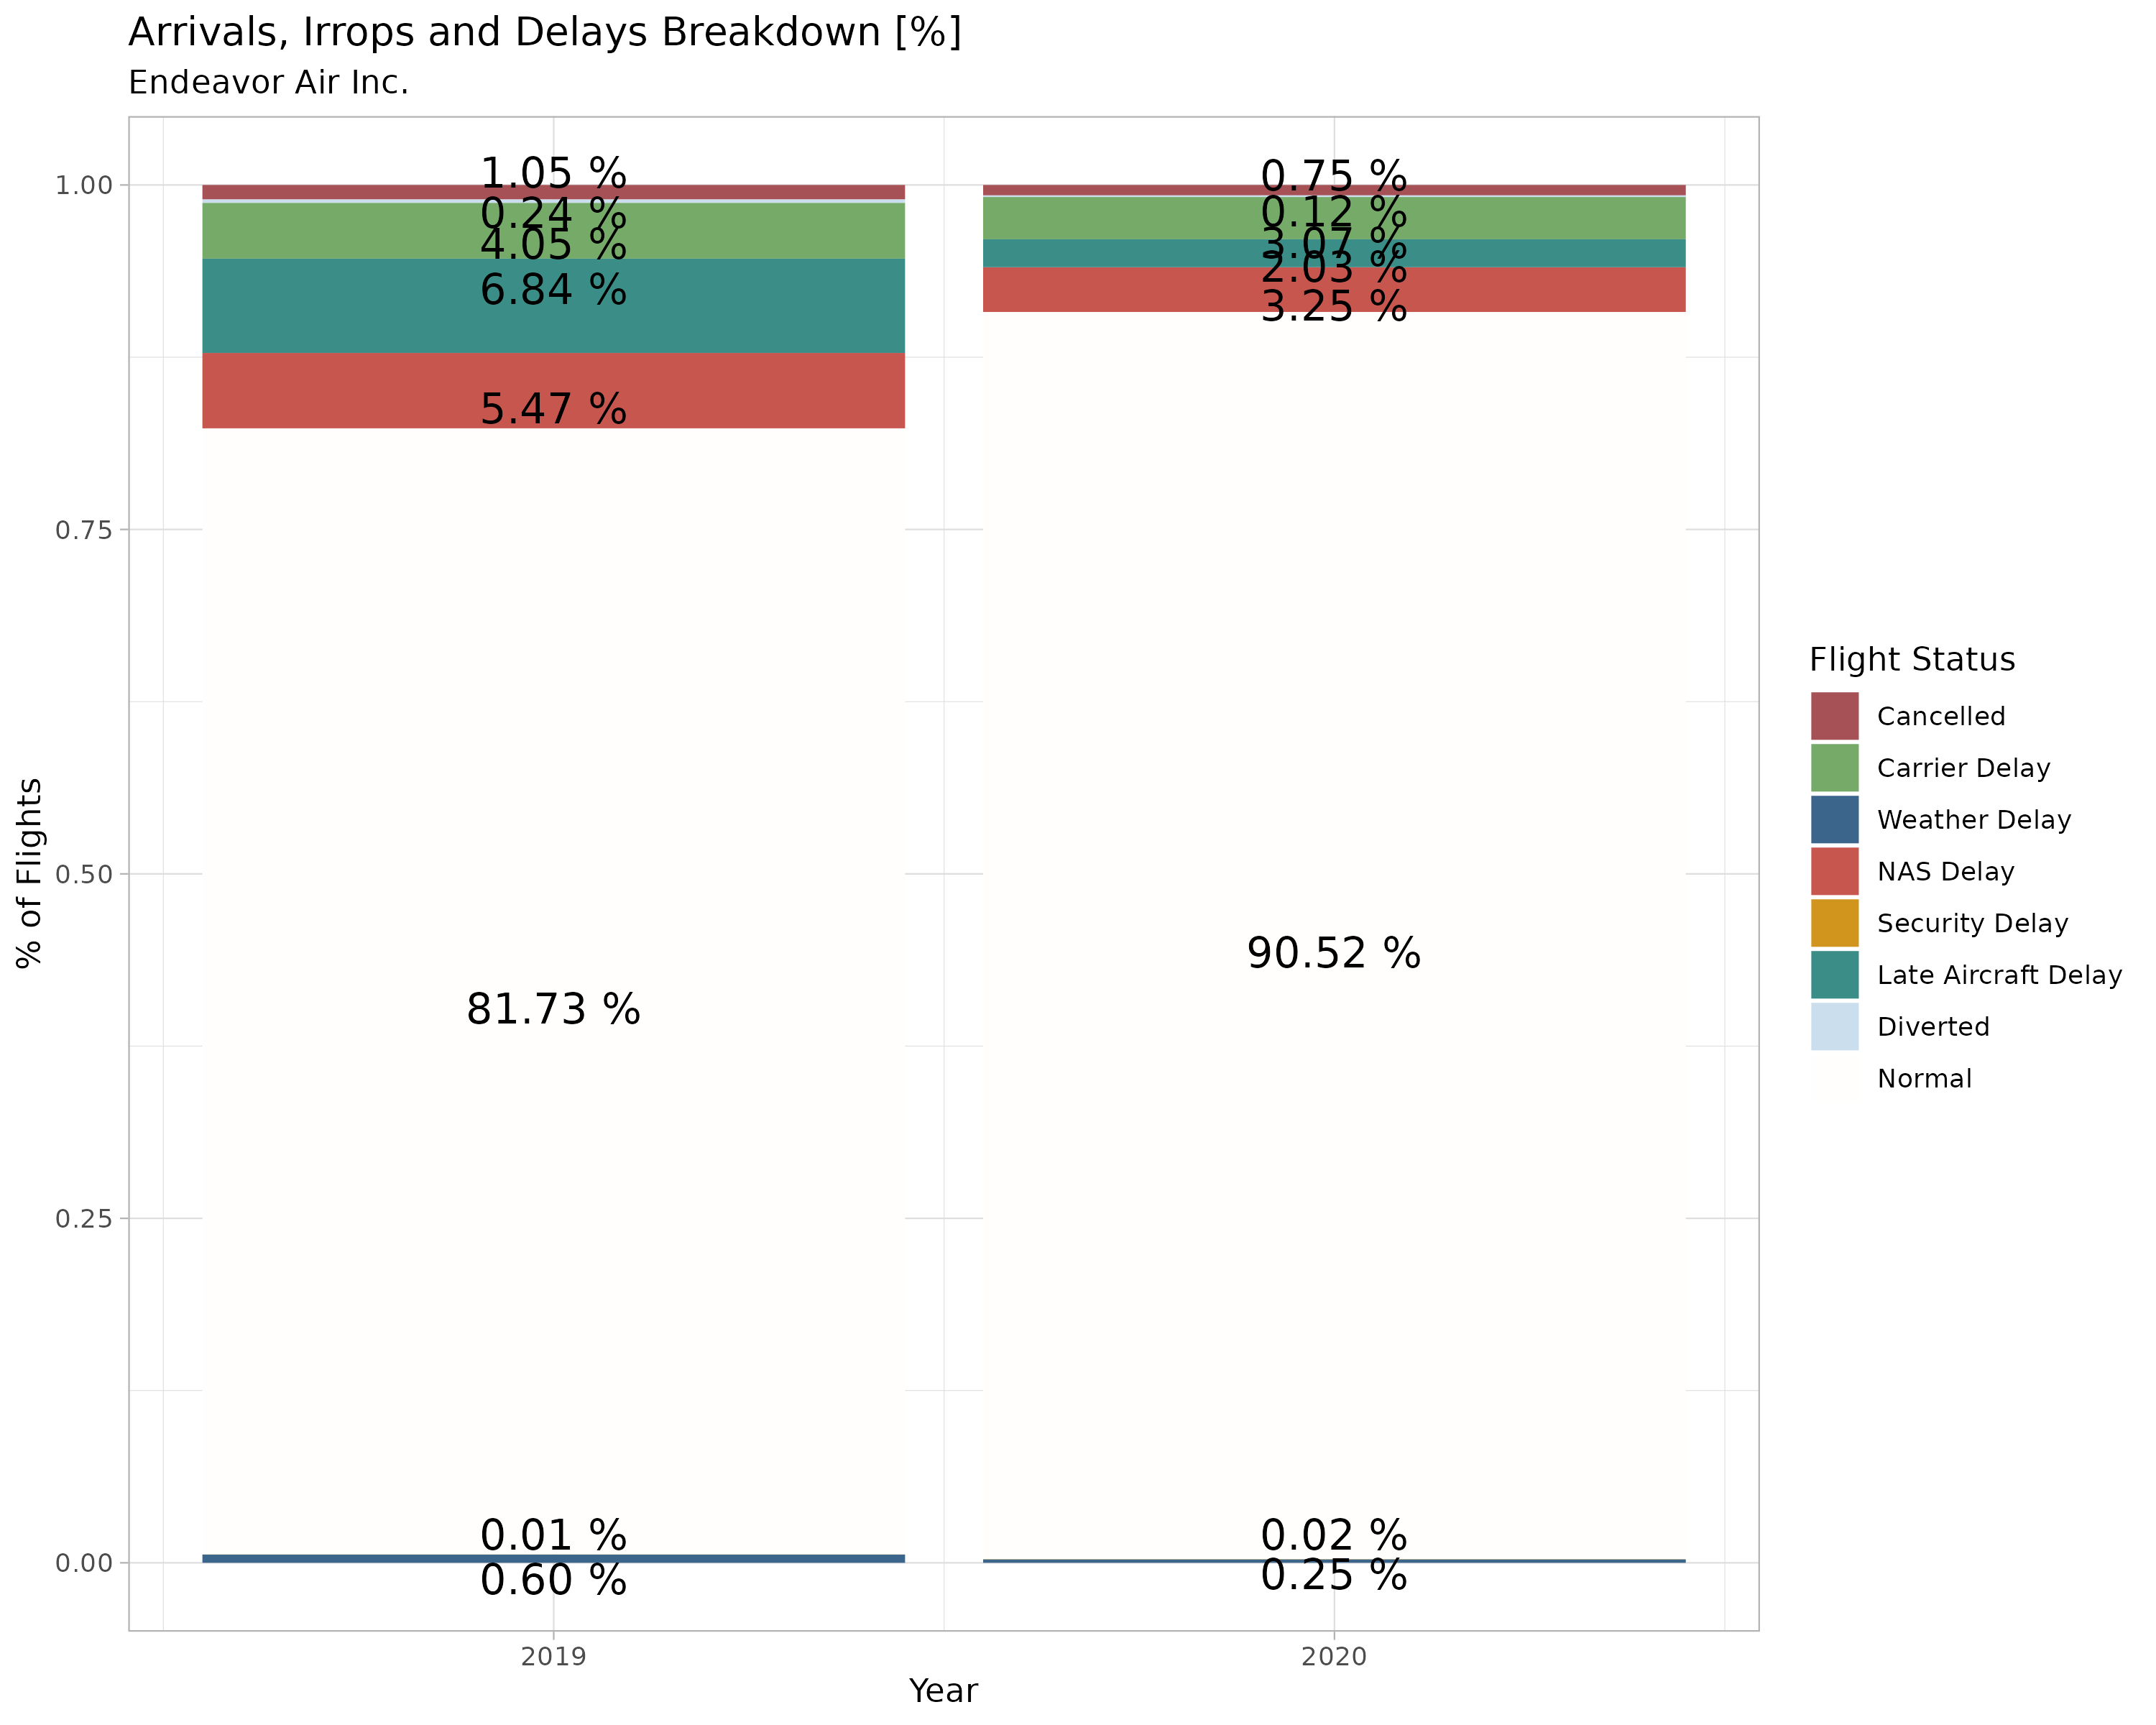 Arrivals, Irrops and Delays Breakdown [%]
Endeavor Air Inc.
% of Flights
1.00
0.75
0.50
0.25
0.00
1.05 %
0.24 %
4.05 %
6.84 %
5.47 %
81.73 %
0.01 %
0.60 %
0.75 %
0.12 %
3.07 %
2.03 %
3.25 %
90.52 %
0.02 %
0.25 %
2019
2020
Year
Flight Status
Cancelled
Carrier Delay
Weather Delay
NAS Delay
Security Delay
Late Aircraft Delay
Diverted
Normal